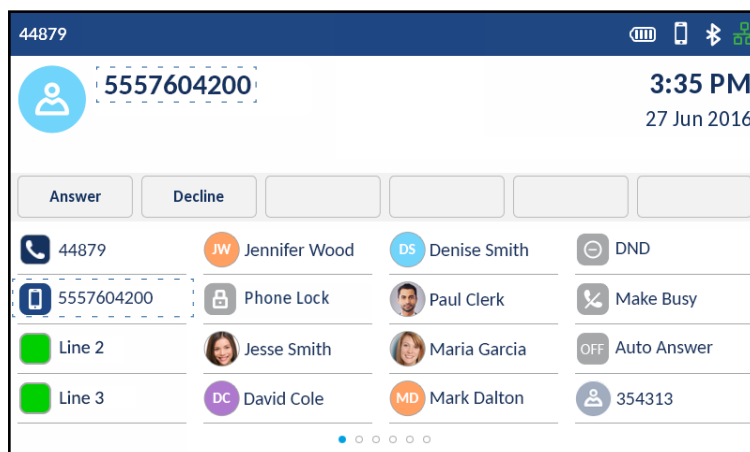 44879
5557604200
3:35 PM
27 Jun 2016
Answer Decline
44879 JW Jennifer Wood DS Denise Smith DND
5557604200 Phone Lock Paul Clerk Make Busy
Line 2 Jesse Smith Maria Garcia OFF Auto Answer
Line 3 DC David Cole MD Mark Dalton 354313